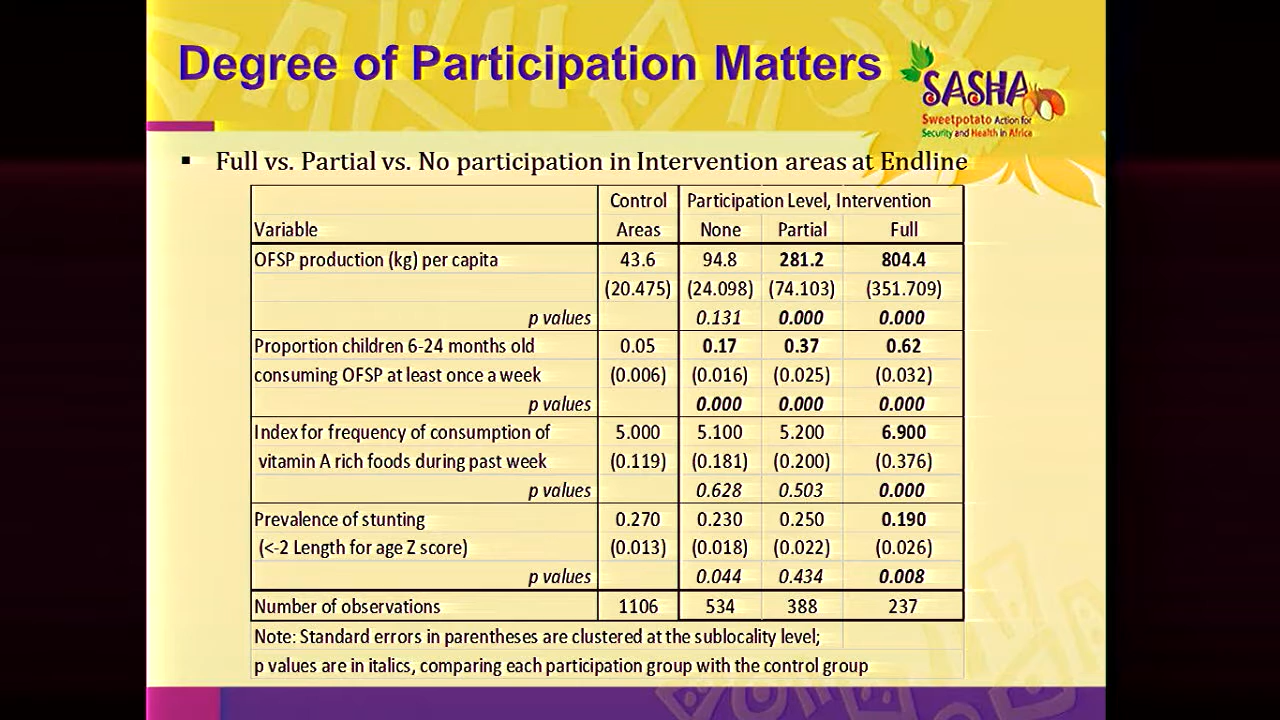 Degree of Participation Matters
SASHA
Sweetpotato Action for
Security and Health in Africa
▪ Full vs. Partial vs. No participation in Intervention areas at Endline
Control Participation Level, Intervention
Variable Areas None Partial Full
OFSP production (kg) per capita 43.6 94.8 281.2 804.4
(20.475) (24.098) (74.103) (351.709)
p values 0.131 0.000 0.000
Proportion children 6-24 months old 0.05 0.17 0.37 0.62
consuming OFSP at least once a week (0.006) (0.016) (0.025) (0.032)
p values 0.000 0.000 0.000
Index for frequency of consumption of 5.000 5.100 5.200 6.900
vitamin A rich foods during past week (0.119) (0.181) (0.200) (0.376)
p values 0.628 0.503 0.000
Prevalence of stunting 0.270 0.230 0.250 0.190
(<-2 Length for age Z score) (0.013) (0.018) (0.022) (0.026)
p values 0.044 0.434 0.008
Number of observations 1106 534 388 237
Note: Standard errors in parentheses are clustered at the sublocality level;
p values are in italics, comparing each participation group with the control group